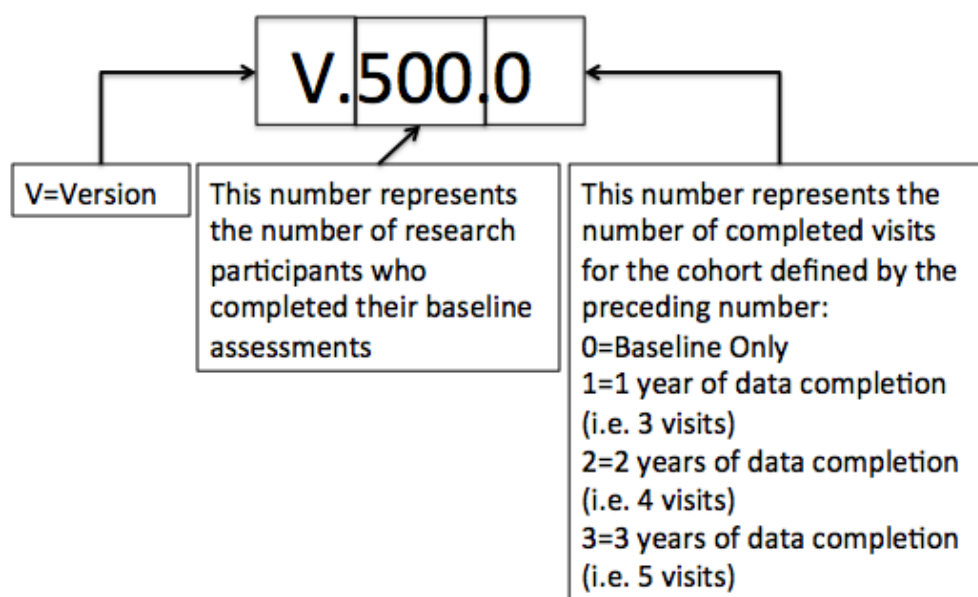 V.500.0
V=Version
This number represents
the number of research
participants who
completed their baseline
assessments
This number represents the
number of completed visits
for the cohort defined by the
preceding number:
0=Baseline Only
1=1 year of data completion
(i.e. 3 visits)
2=2 years of data completion
(i.e. 4 visits)
3=3 years of data completion
(i.e. 5 visits)